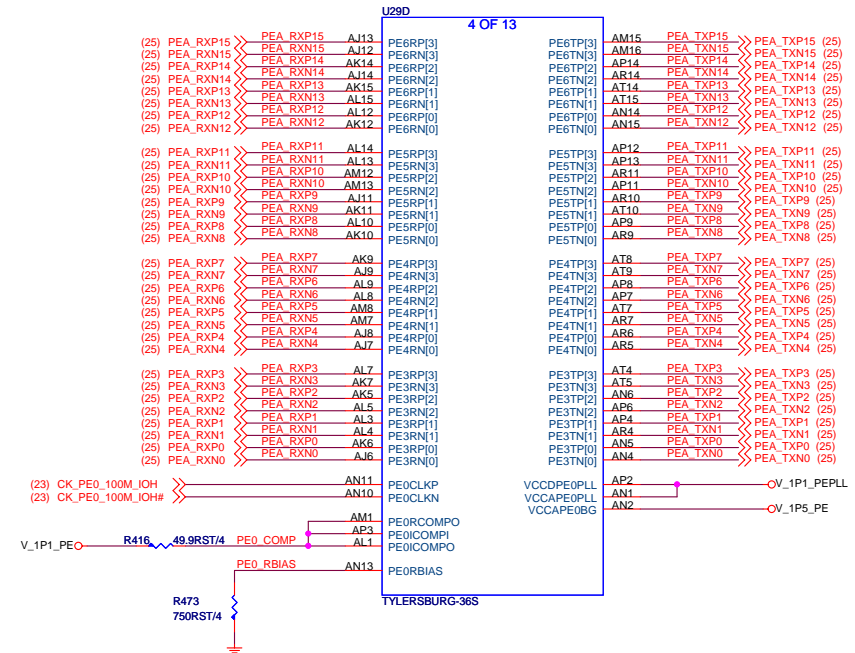 U29D
4 OF 13
(25) PEA_RXP15 PEA_RXP15 AJ13 PE6RP[3] PE6TP[3] AM15 PEA_TXP15 PEA_TXP15 (25)
(25) PEA_RXN15 PEA_RXN15 AJ12 PE6RN[3] PE6TN[3] AM16 PEA_TXN15 PEA_TXN15 (25)
(25) PEA_RXP14 PEA_RXP14 AK14 PE6RP[2] PE6TP[2] AP14 PEA_TXP14 PEA_TXP14 (25)
(25) PEA_RXN14 PEA_RXN14 AJ14 PE6RN[2] PE6TN[2] AR14 PEA_TXN14 PEA_TXN14 (25)
(25) PEA_RXP13 PEA_RXP13 AK15 PE6RP[1] PE6TP[1] AT14 PEA_TXP13 PEA_TXP13 (25)
(25) PEA_RXN13 PEA_RXN13 AL15 PE6RN[1] PE6TN[1] AT15 PEA_TXN13 PEA_TXN13 (25)
(25) PEA_RXP12 PEA_RXP12 AL12 PE6RP[0] PE6TP[0] AN14 PEA_TXP12 PEA_TXP12 (25)
(25) PEA_RXN12 PEA_RXN12 AK12 PE6RN[0] PE6TN[0] AN15 PEA_TXN12 PEA_TXN12 (25)
(25) PEA_RXP11 PEA_RXP11 AL14 PE5RP[3] PE5TP[3] AP12 PEA_TXP11 PEA_TXP11 (25)
(25) PEA_RXN11 PEA_RXN11 AL13 PE5RN[3] PE5TN[3] AP13 PEA_TXN11 PEA_TXN11 (25)
(25) PEA_RXP10 PEA_RXP10 AM12 PE5RP[2] PE5TP[2] AR11 PEA_TXP10 PEA_TXP10 (25)
(25) PEA_RXN10 PEA_RXN10 AM13 PE5RN[2] PE5TN[2] AP11 PEA_TXN10 PEA_TXN10 (25)
(25) PEA_RXP9 PEA_RXP9 AJ11 PE5RP[1] PE5TP[1] AR10 PEA_TXP9 PEA_TXP9 (25)
(25) PEA_RXN9 PEA_RXN9 AK11 PE5RN[1] PE5TN[1] AT10 PEA_TXN9 PEA_TXN9 (25)
(25) PEA_RXP8 PEA_RXP8 AL10 PE5RP[0] PE5TP[0] AP9 PEA_TXP8 PEA_TXP8 (25)
(25) PEA_RXN8 PEA_RXN8 AK10 PE5RN[0] PE5TN[0] AR9 PEA_TXN8 PEA_TXN8 (25)
(25) PEA_RXP7 PEA_RXP7 AK9 PE4RP[3] PE4TP[3] AT8 PEA_TXP7 PEA_TXP7 (25)
(25) PEA_RXN7 PEA_RXN7 AJ9 PE4RN[3] PE4TN[3] AT9 PEA_TXN7 PEA_TXN7 (25)
(25) PEA_RXP6 PEA_RXP6 AL9 PE4RP[2] PE4TP[2] AP8 PEA_TXP6 PEA_TXP6 (25)
(25) PEA_RXN6 PEA_RXN6 AL8 PE4RN[2] PE4TN[2] AP7 PEA_TXN6 PEA_TXN6 (25)
(25) PEA_RXP5 PEA_RXP5 AM8 PE4RP[1] PE4TP[1] AT7 PEA_TXP5 PEA_TXP5 (25)
(25) PEA_RXN5 PEA_RXN5 AM7 PE4RN[1] PE4TN[1] AR7 PEA_TXN5 PEA_TXN5 (25)
(25) PEA_RXP4 PEA_RXP4 AJ8 PE4RP[0] PE4TP[0] AR6 PEA_TXP4 PEA_TXP4 (25)
(25) PEA_RXN4 PEA_RXN4 AJ7 PE4RN[0] PE4TN[0] AR5 PEA_TXN4 PEA_TXN4 (25)
(25) PEA_RXP3 PEA_RXP3 AL7 PE3RP[3] PE3TP[3] AT4 PEA_TXP3 PEA_TXP3 (25)
(25) PEA_RXN3 PEA_RXN3 AK7 PE3RN[3] PE3TN[3] AT5 PEA_TXN3 PEA_TXN3 (25)
(25) PEA_RXP2 PEA_RXP2 AK5 PE3RP[2] PE3TP[2] AN6 PEA_TXP2 PEA_TXP2 (25)
(25) PEA_RXN2 PEA_RXN2 AL5 PE3RN[2] PE3TN[2] AP6 PEA_TXN2 PEA_TXN2 (25)
(25) PEA_RXP1 PEA_RXP1 AL3 PE3RP[1] PE3TP[1] AP4 PEA_TXP1 PEA_TXP1 (25)
(25) PEA_RXN1 PEA_RXN1 AL4 PE3RN[1] PE3TN[1] AR4 PEA_TXN1 PEA_TXN1 (25)
(25) PEA_RXP0 PEA_RXP0 AK6 PE3RP[0] PE3TP[0] AN5 PEA_TXP0 PEA_TXP0 (25)
(25) PEA_RXN0 PEA_RXN0 AJ6 PE3RN[0] PE3TN[0] AN4 PEA_TXN0 PEA_TXN0 (25)
(23) CK_PE0_100M_IOH AN11 PE0CLKP VCCDPE0PLL AP2 V_1P1_PEPLL
(23) CK_PE0_100M_IOH# AN10 PE0CLKN VCCAPE0PLL AN1
VCCAPE0BG AN2 V_1P5_PE
AM1 PE0RCOMPO
AP3 PE0ICOMPI
V_1P1_PE R416 49.9RST/4 PE0_COMP AL1 PE0ICOMPO
PE0_RBIAS AN13 PE0RBIAS
R473
750RST/4
TYLERSBURG-36S